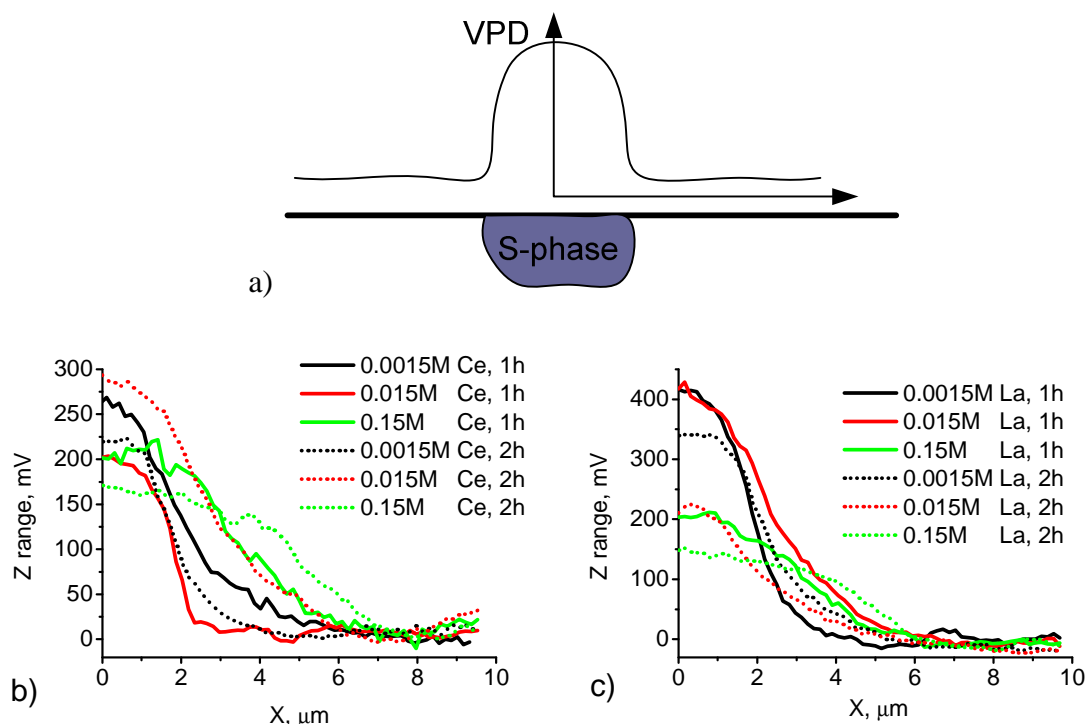 VPD
S-phase
a)
300
250
200
150
100
50
0
Z range, mV
0.0015M Ce, 1h
0.015M Ce, 1h
0.15M Ce, 1h
0.0015M Ce, 2h
0.015M Ce, 2h
0.15M Ce, 2h
0 2 4 6 8 10
X, μm
b)
400
300
200
100
0
Z range, mV
0.0015M La, 1h
0.015M La, 1h
0.15M La, 1h
0.0015M La, 2h
0.015M La, 2h
0.15M La, 2h
0 2 4 6 8 10
X, μm
c)